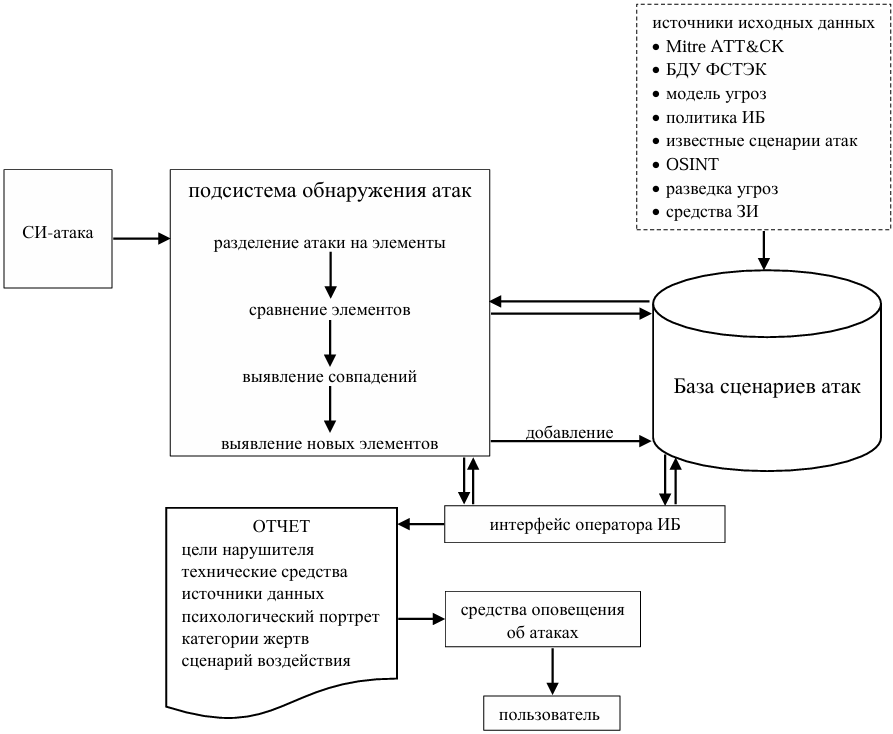 источники исходных данных
• Mitre ATT&CK
• БДУ ФСТЭК
• модель угроз
• политика ИБ
• известные сценарии атак
• OSINT
• разведка угроз
• средства ЗИ
СИ-атака
подсистема обнаружения атак
разделение атаки на элементы
сравнение элементов
выявление совпадений
выявление новых элементов
добавление
База сценариев атак
интерфейс оператора ИБ
ОТЧЕТ
цели нарушителя
технические средства
источники данных
психологический портрет
категории жертв
сценарий воздействия
средства оповещения
об атаках
пользователь